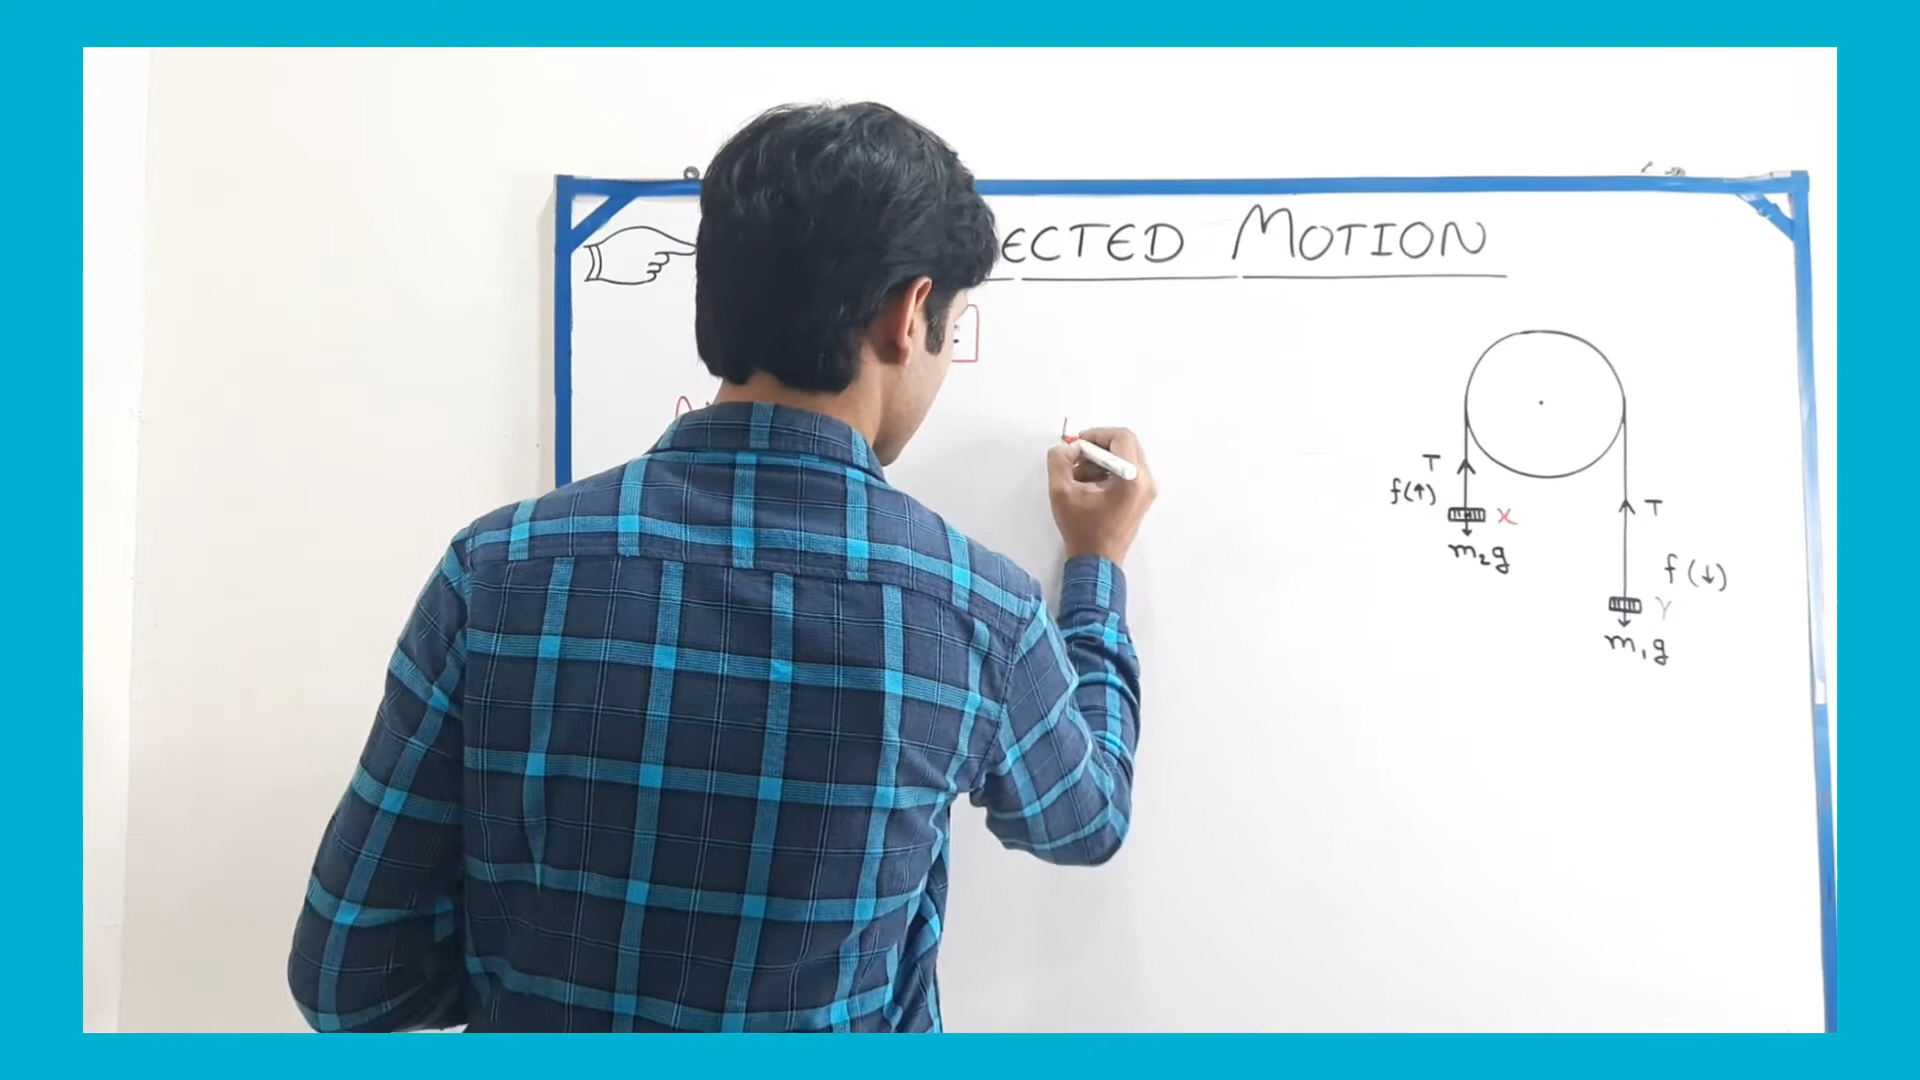 ECTED MOTION
T
f(↑)
X
m₂g
T
f(↓)
Y
m₁g